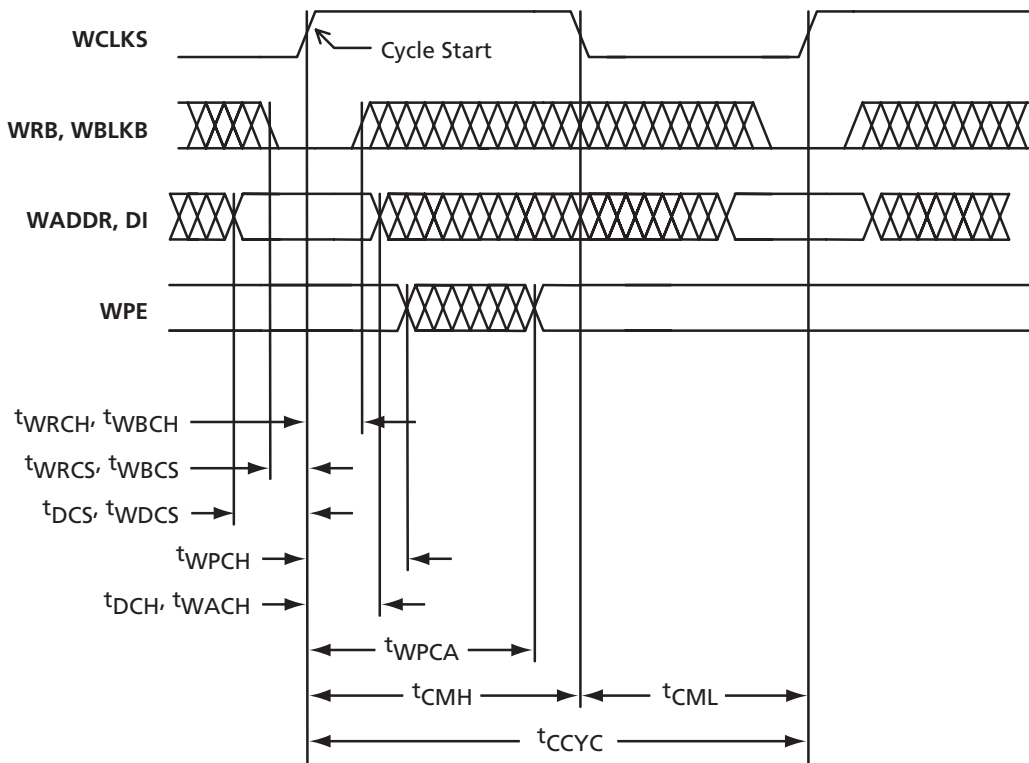 WCLKS
Cycle Start
WRB, WBLKB
WADDR, DI
WPE
tWRCH, tWBCH
tWRCS, tWBCS
tDCS, tWDCS
tWPCH
tDCH, tWACH
tWPCA
tCMH
tCML
tCCYC